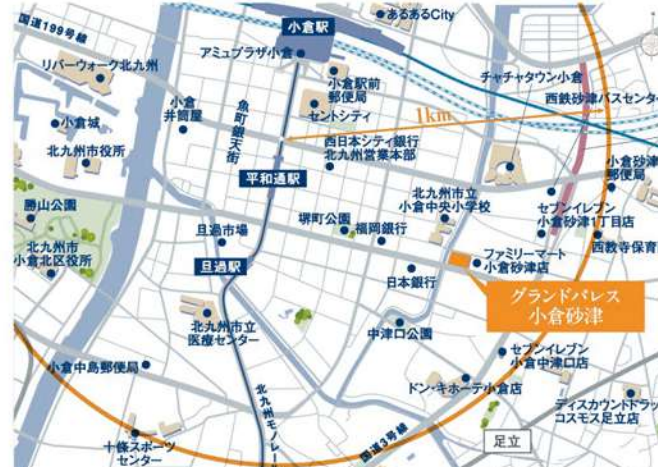 国道199号線
小倉駅
あるあるCity
アミュプラザ小倉
リバーウォーク北九州
チャチャタウン小倉
小倉駅前
郵便局
西鉄砂津バスセンター
小倉
井筒屋
魚町銀天街
セントシティ
1km
小倉城
西日本シティ銀行
北九州営業本部
北九州市役所
平和通駅
小倉砂津
郵便局
勝山公園
北九州市立
小倉中央小学校
セブンイレブン
小倉砂津1丁目店
堺町公園
福岡銀行
旦過市場
西教寺保育
北九州市
小倉北区役所
旦過駅
ファミリーマート
小倉砂津店
日本銀行
グランドパレス
小倉砂津
北九州市立
医療センター
中津口公園
小倉中島郵便局
セブンイレブン
小倉中津口店
北九州モノレー
ドン・キホーテ小倉店
ディスカウントドラッ
コスモス足立店
十條スポーツ
センター
国道3号線
足立